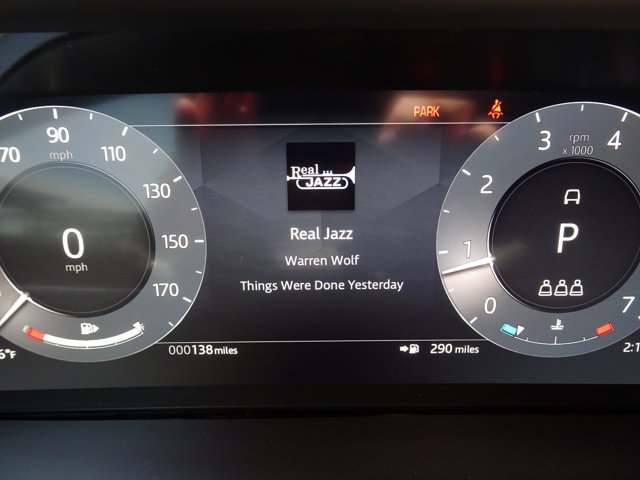 PARK
70
90
mph
110
130
150
170
0
mph
Real...
JAZZ
Real Jazz
Warren Wolf
Things Were Done Yesterday
3
rpm
x 1000
4
2
1
0
7
P
F
000138 miles
290 miles